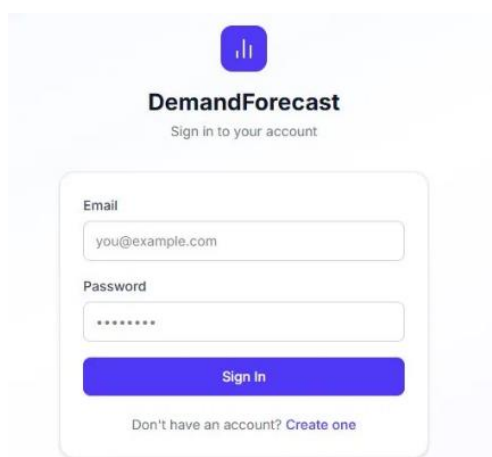 DemandForecast
Sign in to your account
Email
you@example.com
Password
••••••••
Sign In
Don't have an account? Create one